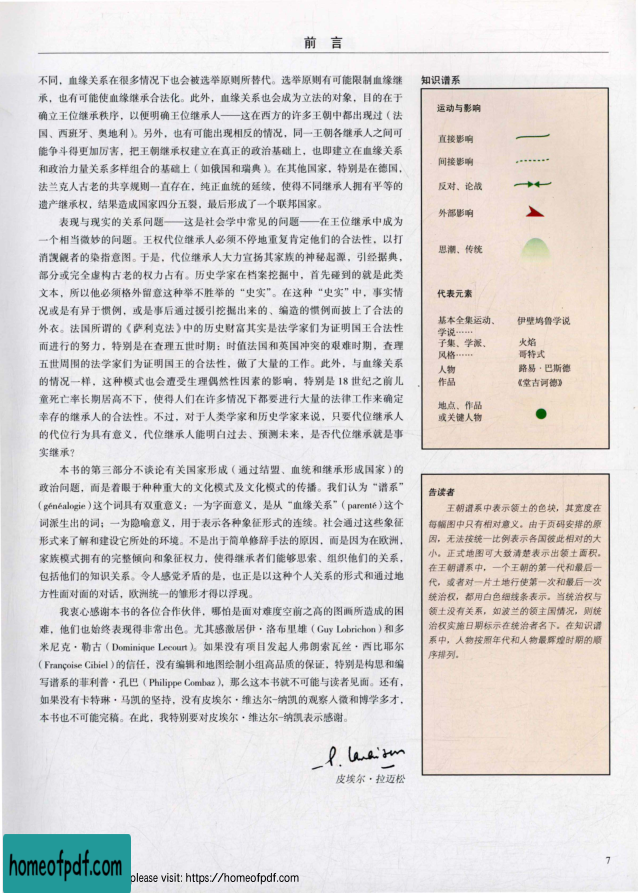 前 言
不同，血缘关系在很多情况下也会被选举原则所替代。选举原则有可能限制血缘继
承，也有可能使血缘继承合法化。此外，血缘关系也会成为立法的对象，目的在于
确立王位继承秩序，以便明确王位继承人——这在西方的许多王朝中都出现过（法
国、西班牙、奥地利）。另外，也有可能出现相反的情况，同一王朝各继承人之间可
能争斗得更加厉害，把王朝继承权建立在真正的政治基础上，也即建立在血缘关系
和政治力量关系多样组合的基础上（如俄国和瑞典）。在其他国家，特别是在德国，
法兰克人古老的共享规则一直存在，纯正血统的延续，使得不同继承人拥有平等的
遗产继承权，结果造成国家四分五裂，最后形成了一个联邦国家。
表现与现实的关系问题——这是社会学中常见的问题——在王位继承中成为
一个相当微妙的问题。王权代位继承人必须不停地重复肯定他们的合法性，以打
消觊觎者的染指意图。于是，代位继承人大力宣扬其家族的神秘起源，引经据典，
部分或完全虚构古老的权力占有。历史学家在档案挖掘中，首先碰到的就是此类
文本，所以他必须格外留意这种举不胜举的“史实”。在这种“史实”中，事实情
况或是有异于惯例，或是事后通过援引挖掘出来的、编造的惯例而披上了合法的
外衣。法国所谓的《萨利克法》中的历史财富其实是法学家们为证明国王合法性
而进行的努力，特别是在查理五世时期；时值法国和英国冲突的艰难时期，查理
五世周围的法学家们为证明国王的合法性，做了大量的工作。此外，与血缘关系
的情况一样，这种模式也会遭受生理偶然性因素的影响，特别是 18 世纪之前儿
童死亡率长期居高不下，使得人们在许多情况下都要进行大量的法律工作来确定
幸存的继承人的合法性。不过，对于人类学家和历史学家来说，只要代位继承人
的代位行为具有意义，代位继承人能明白过去、预测未来，是否代位继承就是事
实继承？
本书的第三部分不谈论有关国家形成（通过结盟、血统和继承形成国家）的
政治问题，而是着眼于种种重大的文化模式及文化模式的传播。我们认为“谱系”
（généalogie）这个词具有双重意义：一为字面意义，是从“血缘关系”（parenté）这个
词派生出的词；一为隐喻意义，用于表示各种象征形式的连续。社会通过这些象征
形式来了解和建设它所处的环境。不是出于简单修辞手法的原因，而是因为在欧洲，
家族模式拥有的完整倾向和象征权力，使得继承者们能够思索、组织他们的关系，
包括他们的知识关系。令人感觉矛盾的是，也正是以这种个人关系的形式和通过地
方性面对面的对话，欧洲统一的雏形才得以浮现。
我衷心感谢本书的各位合作伙伴，哪怕是面对难度空前之高的图画所造成的困
难，他们也始终表现得非常出色。尤其感激居伊·洛布里雄（Guy Lobrichon）和多
米尼克·勒古（Dominique Lecourt）。如果没有项目发起人弗朗索瓦丝·西比耶尔
（Françoise Cibiel）的信任，没有编辑和地图绘制小组高品质的保证，特别是构思和编
写谱系的菲利普·孔巴（Philippe Combaz），那么这本书就不可能与读者见面。还有，
如果没有卡特琳·马凯的坚持，没有皮埃尔·维达尔-纳凯的观察入微和博学多才，
本书也不可能完稿。在此，我特别要对皮埃尔·维达尔-纳凯表示感谢。
皮埃尔·拉迈松
知识谱系
运动与影响
直接影响
间接影响
反对、论战
外部影响
思潮、传统
代表元素
基本全集运动、 伊壁鸠鲁学说
学说……
子集、学派、 火焰
风格…… 哥特式
人物 路易·巴斯德
作品 《堂吉诃德》
地点、作品
或关键人物
告读者
王朝谱系中表示领土的色块，其宽度在
每幅图中只有相对意义。由于页码安排的原
因，无法按统一比例表示各国彼此相对的大
小。正式地图可大致清楚表示出领土面积。
在王朝谱系中，一个王朝的第一代和最后一
代，或者对一片土地行使第一次和最后一次
统治权，都用白色细线条表示，当统治权与
领土没有关系，如波兰的领主国情况，则统
治权实施日期标示在统治者名下。在知识谱
系中，人物按照年代和人物最辉煌时期的顺
序排列。
7
homeofpdf.com
please visit: https://homeofpdf.com